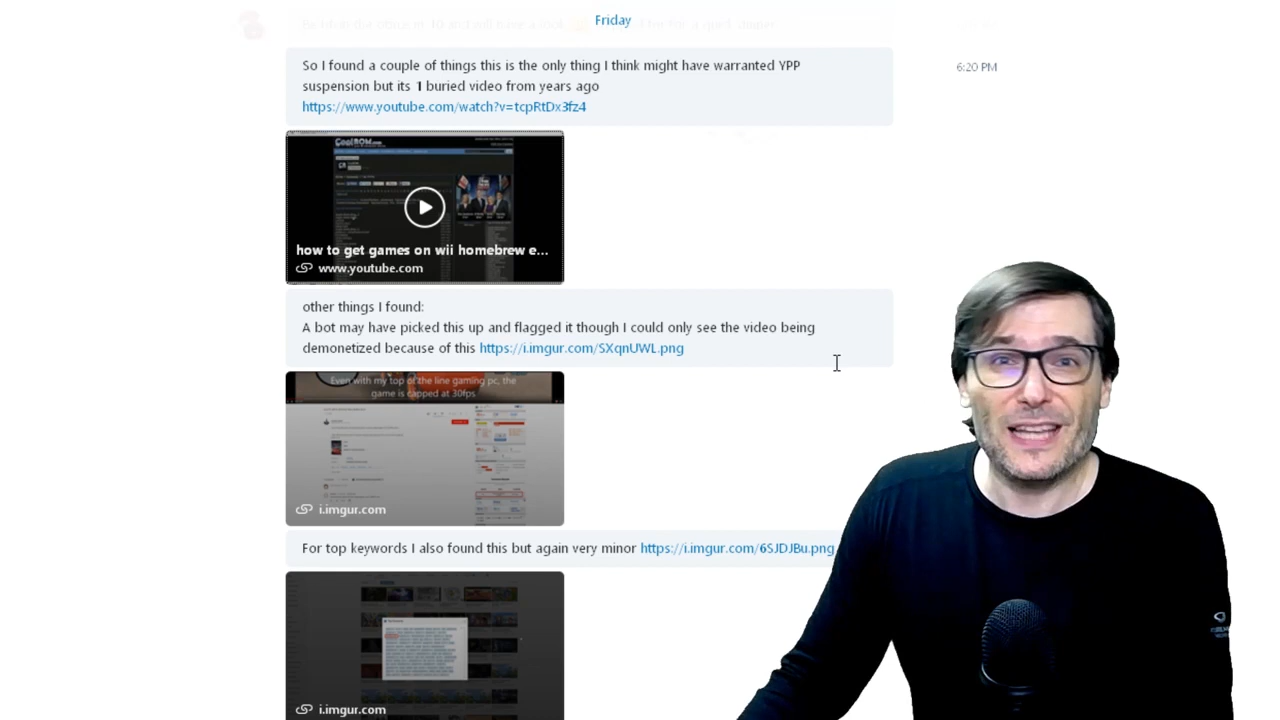 Friday
So I found a couple of things this is the only thing I think might have warranted YPP
6:20 PM
suspension but its 1 buried video from years ago
https://www.youtube.com/watch?v=tcpRtDx3fz4
CoolROM.com
how to get games on wii homebrew e...
www.youtube.com
other things I found:
A bot may have picked this up and flagged it though I could only see the video being
demonetized because of this https://i.imgur.com/SXqnUWL.png
Even with my top of the line gaming pc, the
game is capped at 30fps
i.imgur.com
For top keywords I also found this but again very minor https://i.imgur.com/6SJDJBu.png
i.imgur.com